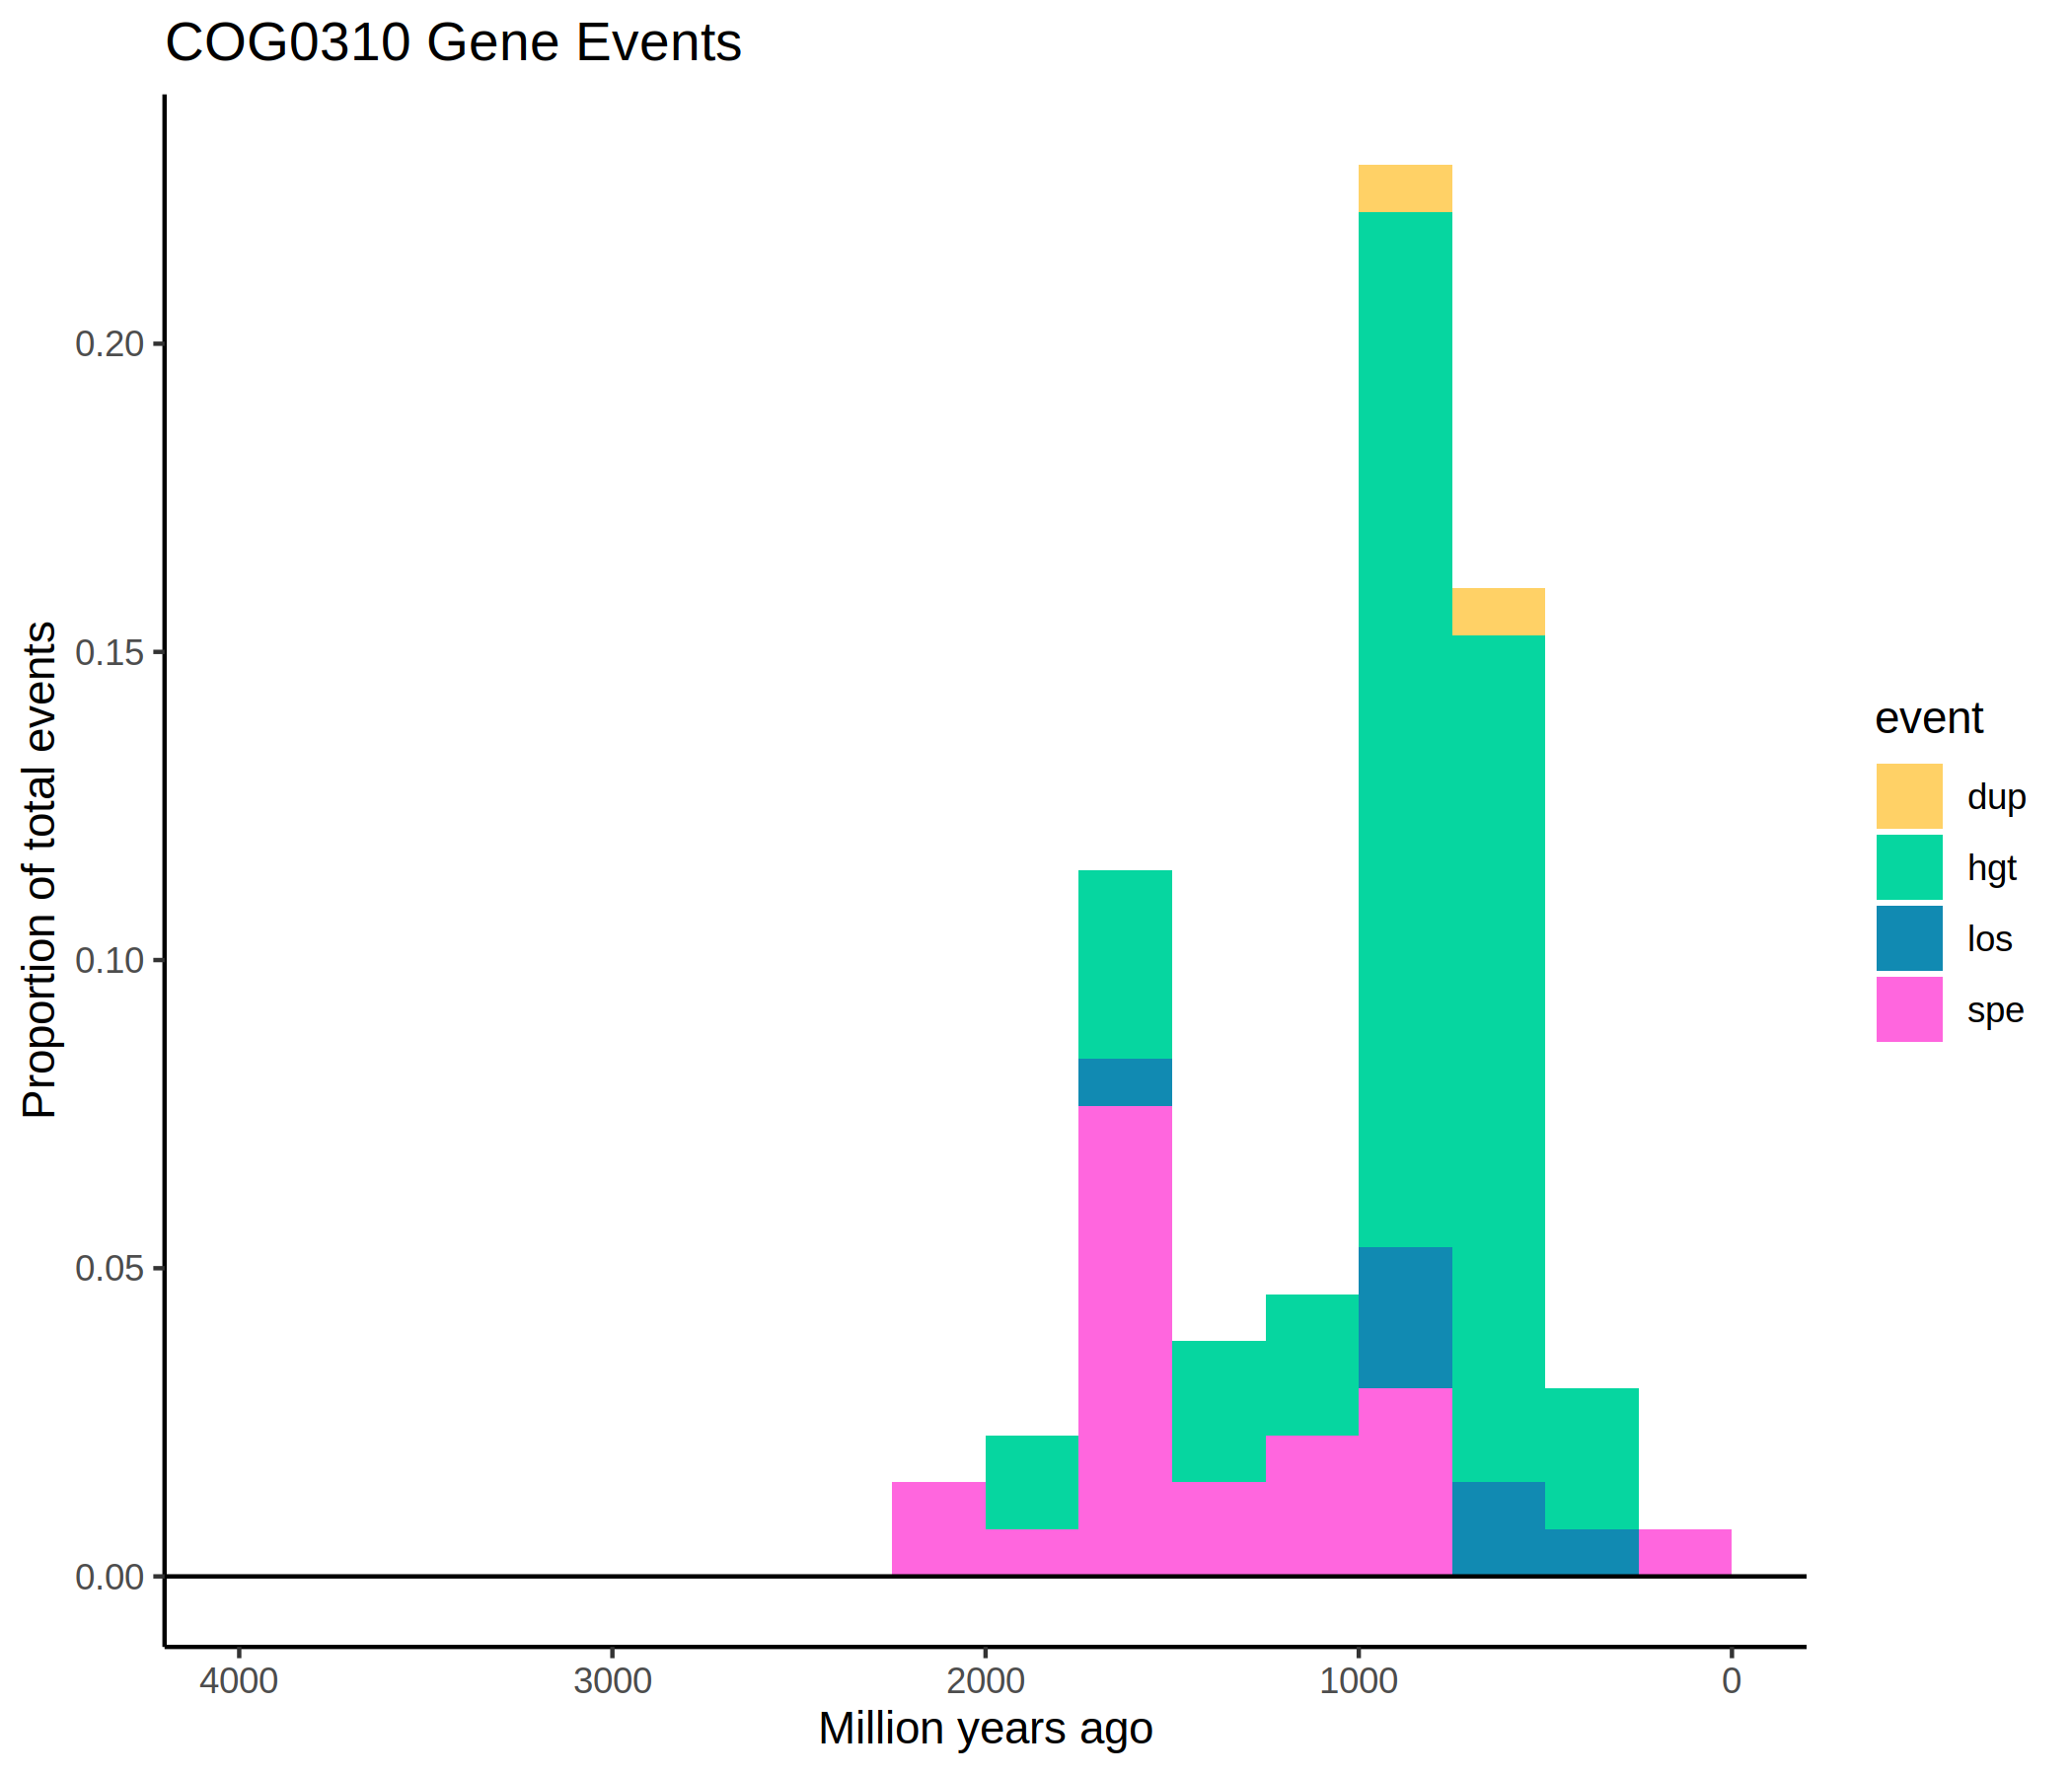 COG0310 Gene Events
Proportion of total events
0.20
0.15
0.10
0.05
0.00
4000 3000 2000 1000 0
Million years ago
event
dup
hgt
los
spe